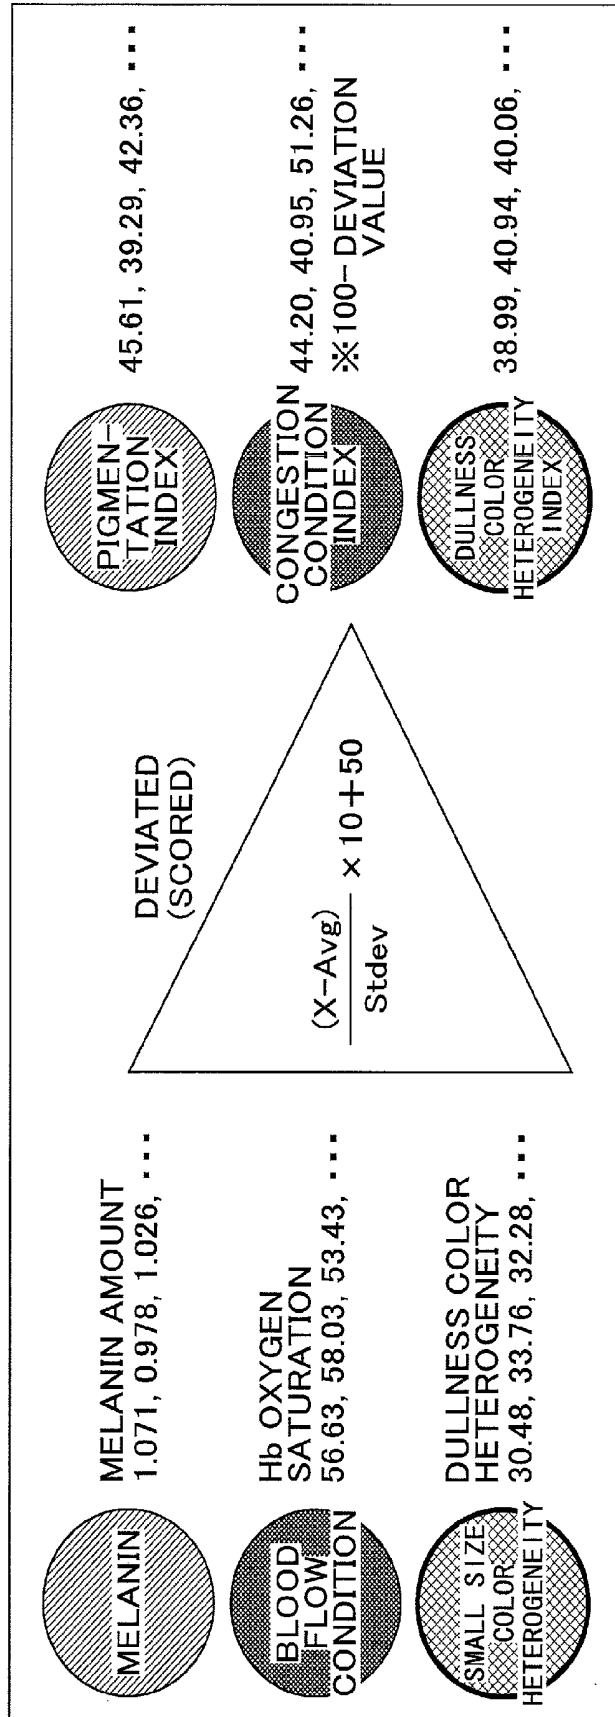 MELANIN
MELANIN AMOUNT
1.071, 0.978, 1.026, ...
BLOOD
FLOW
CONDITION
Hb OXYGEN
SATURATION
56.63, 58.03, 53.43, ...
SMALL SIZE
COLOR
HETEROGENEITY
DULLNESS COLOR
HETEROGENEITY
30.48, 33.76, 32.28, ...
DEVIATED
(SCORED)
(X-Avg)
Stdev
×10+50
PIGMEN-
TATION
INDEX
45.61, 39.29, 42.36, ...
CONGESTION
CONDITION
INDEX
44.20, 40.95, 51.26, ...
※100-DEVIATION
VALUE
DULLNESS
COLOR
HETEROGENEITY
INDEX
38.99, 40.94, 40.06, ...